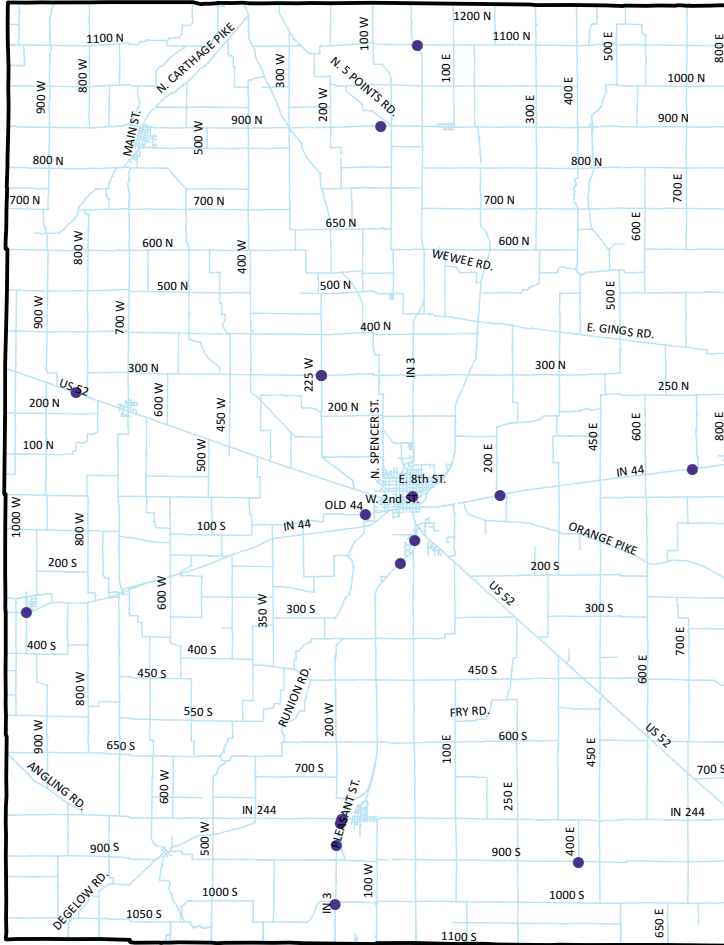 1200 N
1100 N
100 W
1100 N
500 E
800 E
N. CARTHAGE PIKE
800 W
900 W
300 W
N. 5 POINTS RD.
100 E
1000 N
400 E
300 E
200 W
MAIN ST.
500 W
900 N
900 N
800 N
800 N
700 E
700 N
700 N
700 N
650 N
600 E
800 W
600 N
400 W
600 N
WEWEE RD.
500 N
500 N
500 E
900 W
700 W
400 N
E. GINGS RD.
300 N
225 W
IN 3
300 N
US 52
600 W
250 N
200 N
450 W
200 N
N. SPENCER ST.
450 E
600 E
800 E
100 N
500 W
200 E
IN 44
E. 8th ST.
W. 2nd ST.
OLD 44
1000 W
800 W
100 S
IN 44
ORANGE PIKE
200 S
200 S
600 W
350 W
300 S
US 52
300 S
400 S
400 S
700 E
450 S
450 S
600 E
800 W
RUNION RD.
550 S
200 W
FRY RD.
900 W
650 S
100 E
600 S
450 E
US 52
700 S
700 S
ANGLING RD.
600 W
250 E
IN 244
PLEASANT ST.
IN 244
500 W
900 S
900 S
400 E
DEGELOW RD.
1000 S
IN 3
100 W
1000 S
1050 S
650 E
1100 S